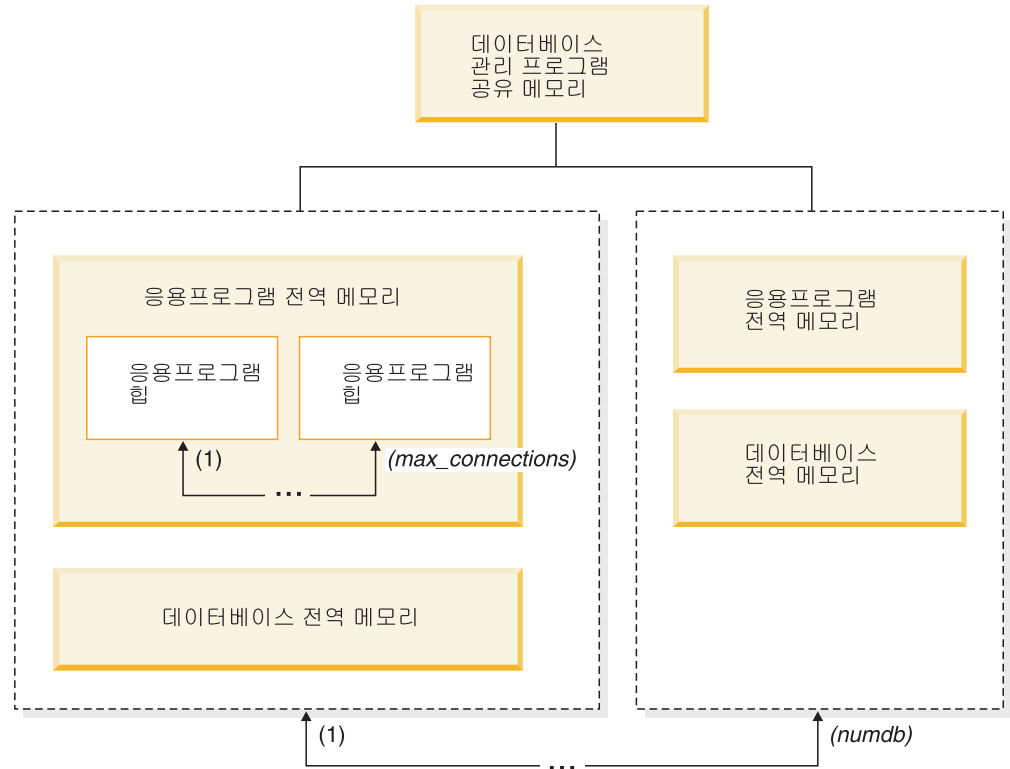 데이터베이스
관리 프로그램
공유 메모리
응용프로그램 전역 메모리
응용프로그램
힙
응용프로그램
힙
(1)
(max_connections)
...
데이터베이스 전역 메모리
응용프로그램
전역 메모리
데이터베이스
전역 메모리
(1)
(numdb)
...